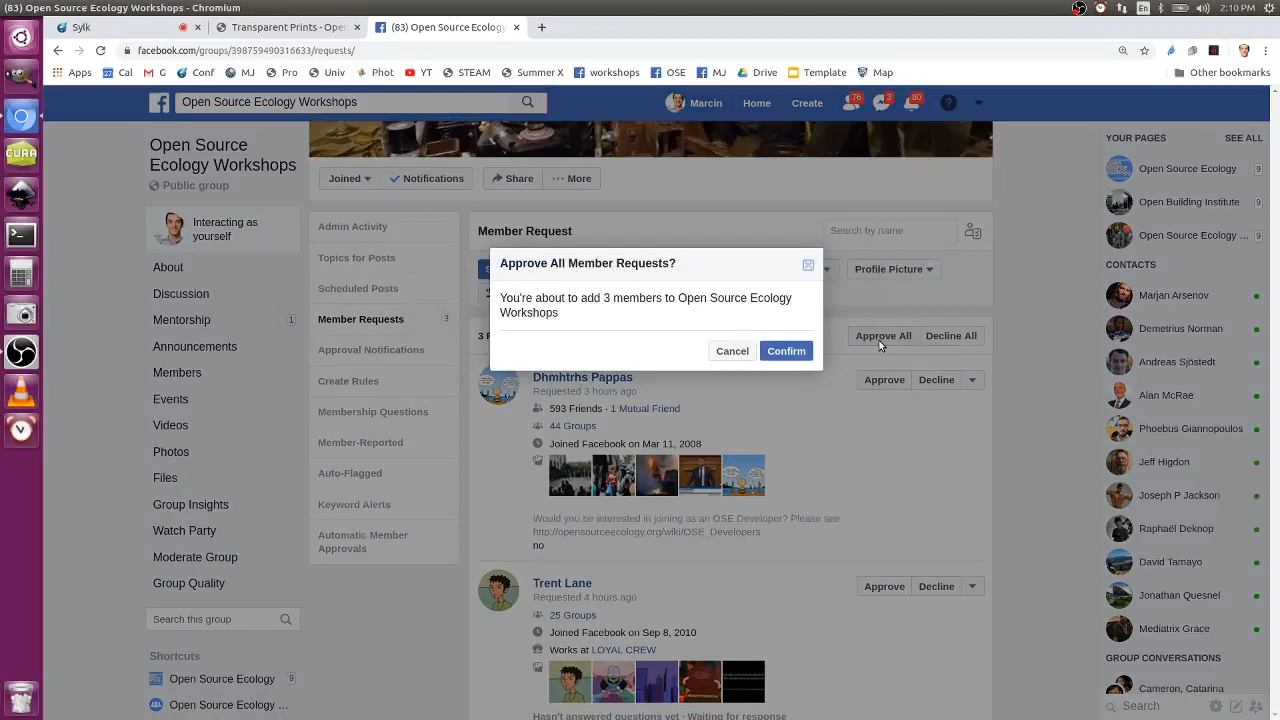 (83) Open Source Ecology Workshops - Chromium
En
2:10 PM
Sylk
Transparent Prints - Open
(83) Open Source Ecology
facebook.com/groups/398759490316633/requests/
Apps
27 Cal
M G
Conf
MJ
Pro
Univ
Phot
YT
STEAM
Summer X
workshops
OSE
MJ
Drive
Template
Map
Other bookmarks
Open Source Ecology Workshops
Marcin
Home
Create
76
3
80
CURA
Open Source
Ecology Workshops
Public group
Interacting as
yourself
About
Discussion
Mentorship 1
Announcements
Members
Events
Videos
Photos
Files
Group Insights
Watch Party
Moderate Group
Group Quality
Search this group
Shortcuts
Open Source Ecology 9
Open Source Ecology
Joined
Notifications
Share
More
Admin Activity
Topics for Posts
Scheduled Posts
Member Requests 3
Approval Notifications
Create Rules
Membership Questions
Member-Reported
Auto-Flagged
Keyword Alerts
Automatic Member
Approvals
Member Request
Search by name
Profile Picture
Approve All Member Requests?
You're about to add 3 members to Open Source Ecology
Workshops
Cancel
Confirm
Approve All
Decline All
Dhmhtrhs Pappas
Requested 3 hours ago
Approve
Decline
593 Friends · 1 Mutual Friend
44 Groups
Joined Facebook on Mar 11, 2008
Would you be interested in joining as an OSE Developer? Please see
http://opensourceecology.org/wiki/OSE_Developers
no
Trent Lane
Requested 4 hours ago
Approve
Decline
25 Groups
Joined Facebook on Sep 8, 2010
Works at LOYAL CREW
Hasn't answered questions yet · Waiting for response
YOUR PAGES
SEE ALL
Open Source Ecology 9
Open Building Institute 9
Open Source Ecology ... 9
CONTACTS
Marjan Arsenov
Demetrius Norman
Andreas Sjöstedt
Alan McRae
Phoebus Giannopoulos
Jeff Higdon
Joseph P Jackson
Raphaël Deknop
David Tamayo
Jonathan Quesnel
Mediatrix Grace
GROUP CONVERSATIONS
Cameron, Catarina
Search